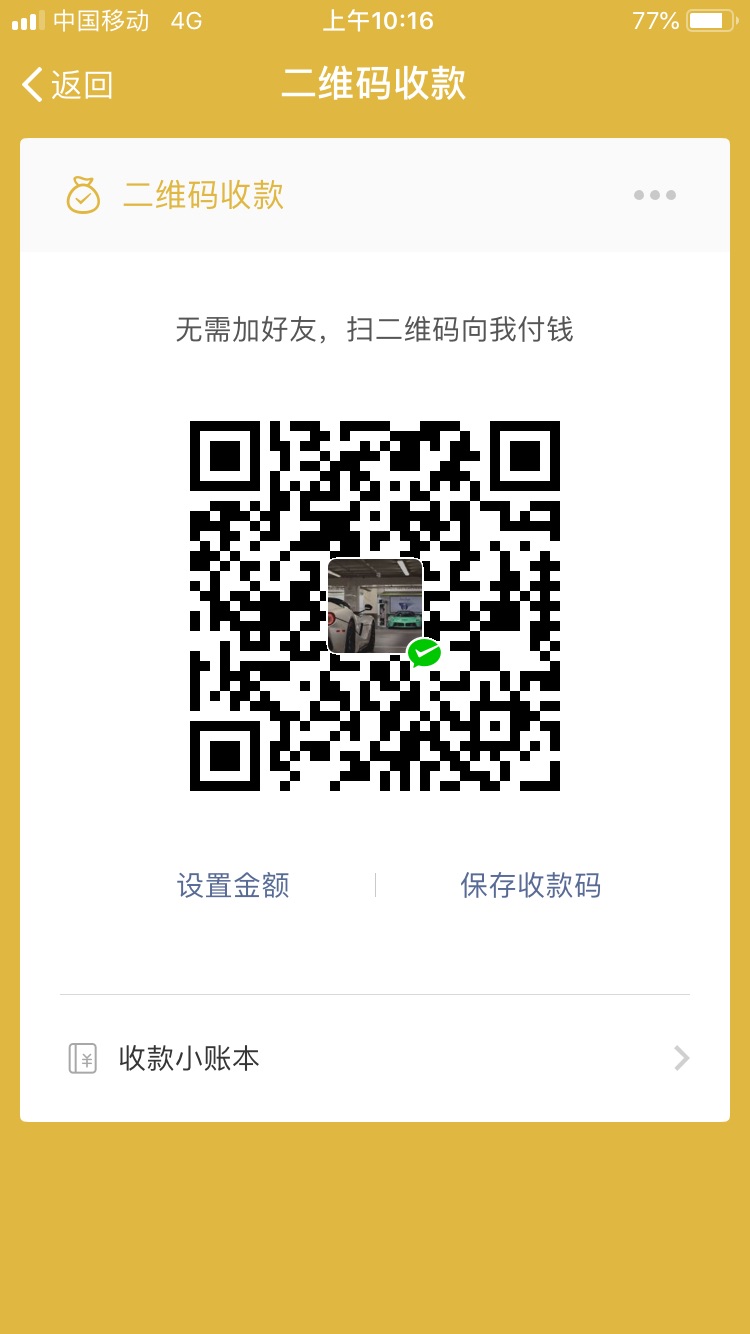 中国移动 4G 上午10:16 77%
返回 二维码收款
二维码收款
无需加好友，扫二维码向我付钱
设置金额 保存收款码
¥ 收款小账本